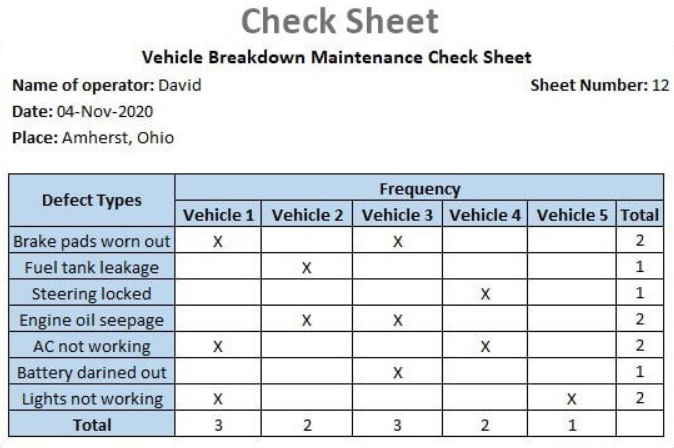 Check Sheet
Vehicle Breakdown Maintenance Check Sheet
Name of operator: David Sheet Number: 12
Date: 04-Nov-2020
Place: Amherst, Ohio
Defect Types Frequency
Vehicle 1 Vehicle 2 Vehicle 3 Vehicle 4 Vehicle 5 Total
Brake pads worn out X X 2
Fuel tank leakage X 1
Steering locked X 1
Engine oil seepage X X 2
AC not working X X 2
Battery darined out X 1
Lights not working X X 2
Total 3 2 3 2 1